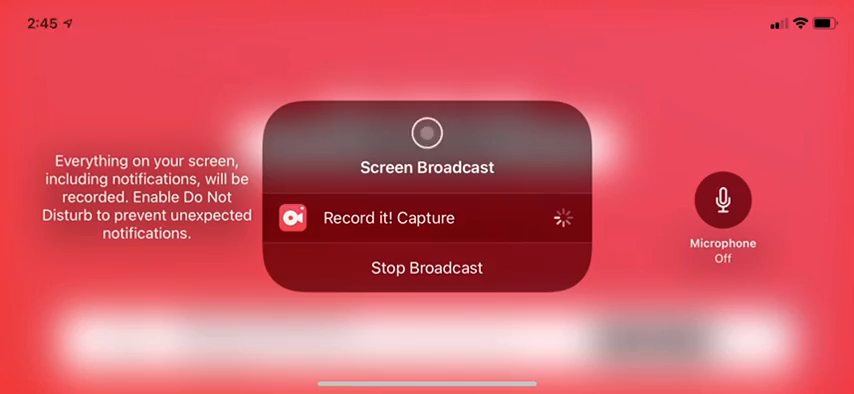 2:45
Everything on your screen,
including notifications, will be
recorded. Enable Do Not
Disturb to prevent unexpected
notifications.
Screen Broadcast
Record it! Capture
Stop Broadcast
Microphone
Off